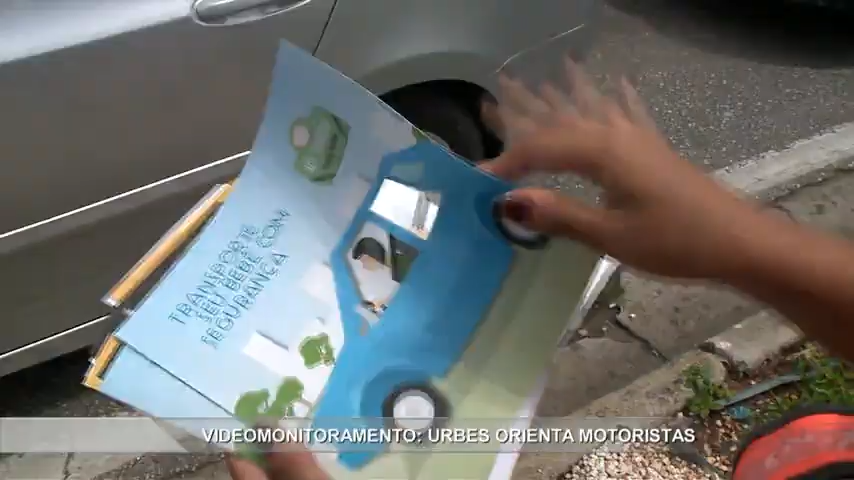 TRANSPORTE
SEU BEBÊ COM
SEGURANÇA
VIDEOMONITORAMENTO: URBES ORIENTA MOTORISTAS